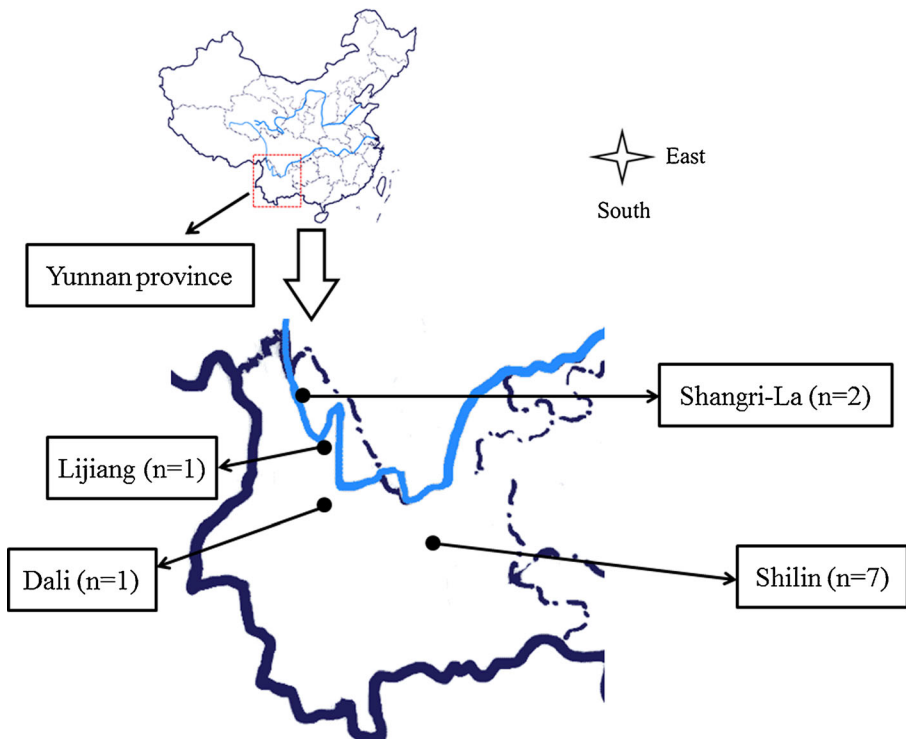 East
South
Yunnan province
Shangri-La (n=2)
Lijiang (n=1)
Dali (n=1)
Shilin (n=7)